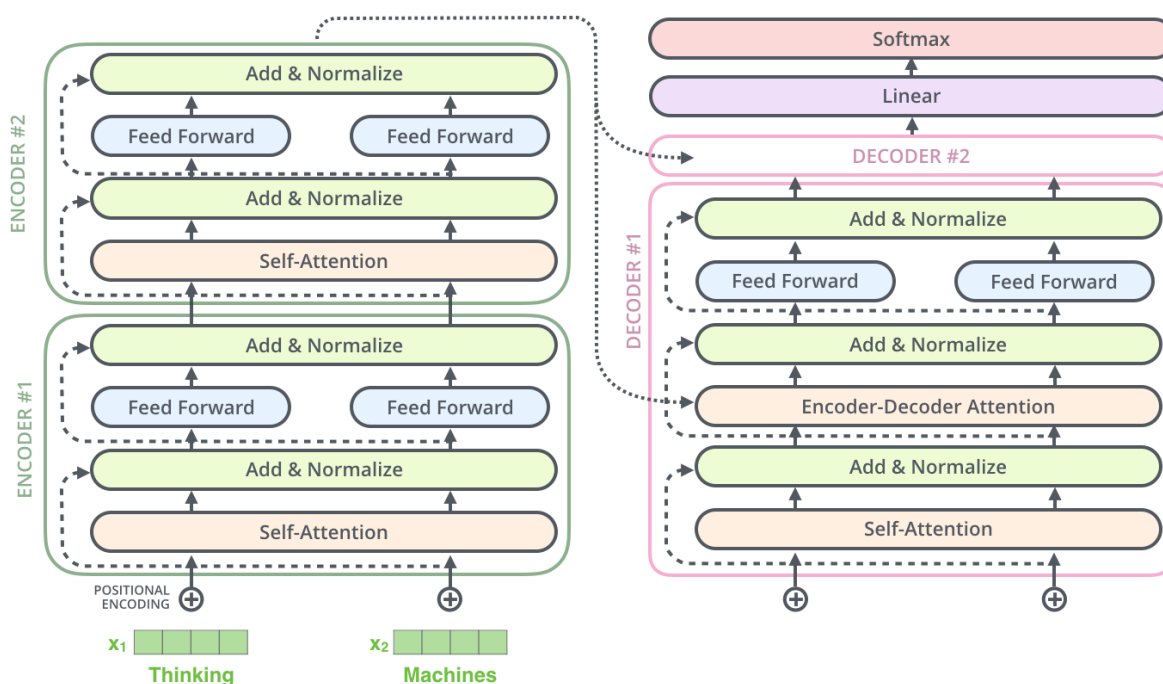 ENCODER #2
Add & Normalize
Feed Forward
Feed Forward
Add & Normalize
Self-Attention
ENCODER #1
Add & Normalize
Feed Forward
Feed Forward
Add & Normalize
Self-Attention
POSITIONAL
ENCODING
x1
x2
Thinking
Machines
Softmax
Linear
DECODER #2
DECODER #1
Add & Normalize
Feed Forward
Feed Forward
Add & Normalize
Encoder-Decoder Attention
Add & Normalize
Self-Attention